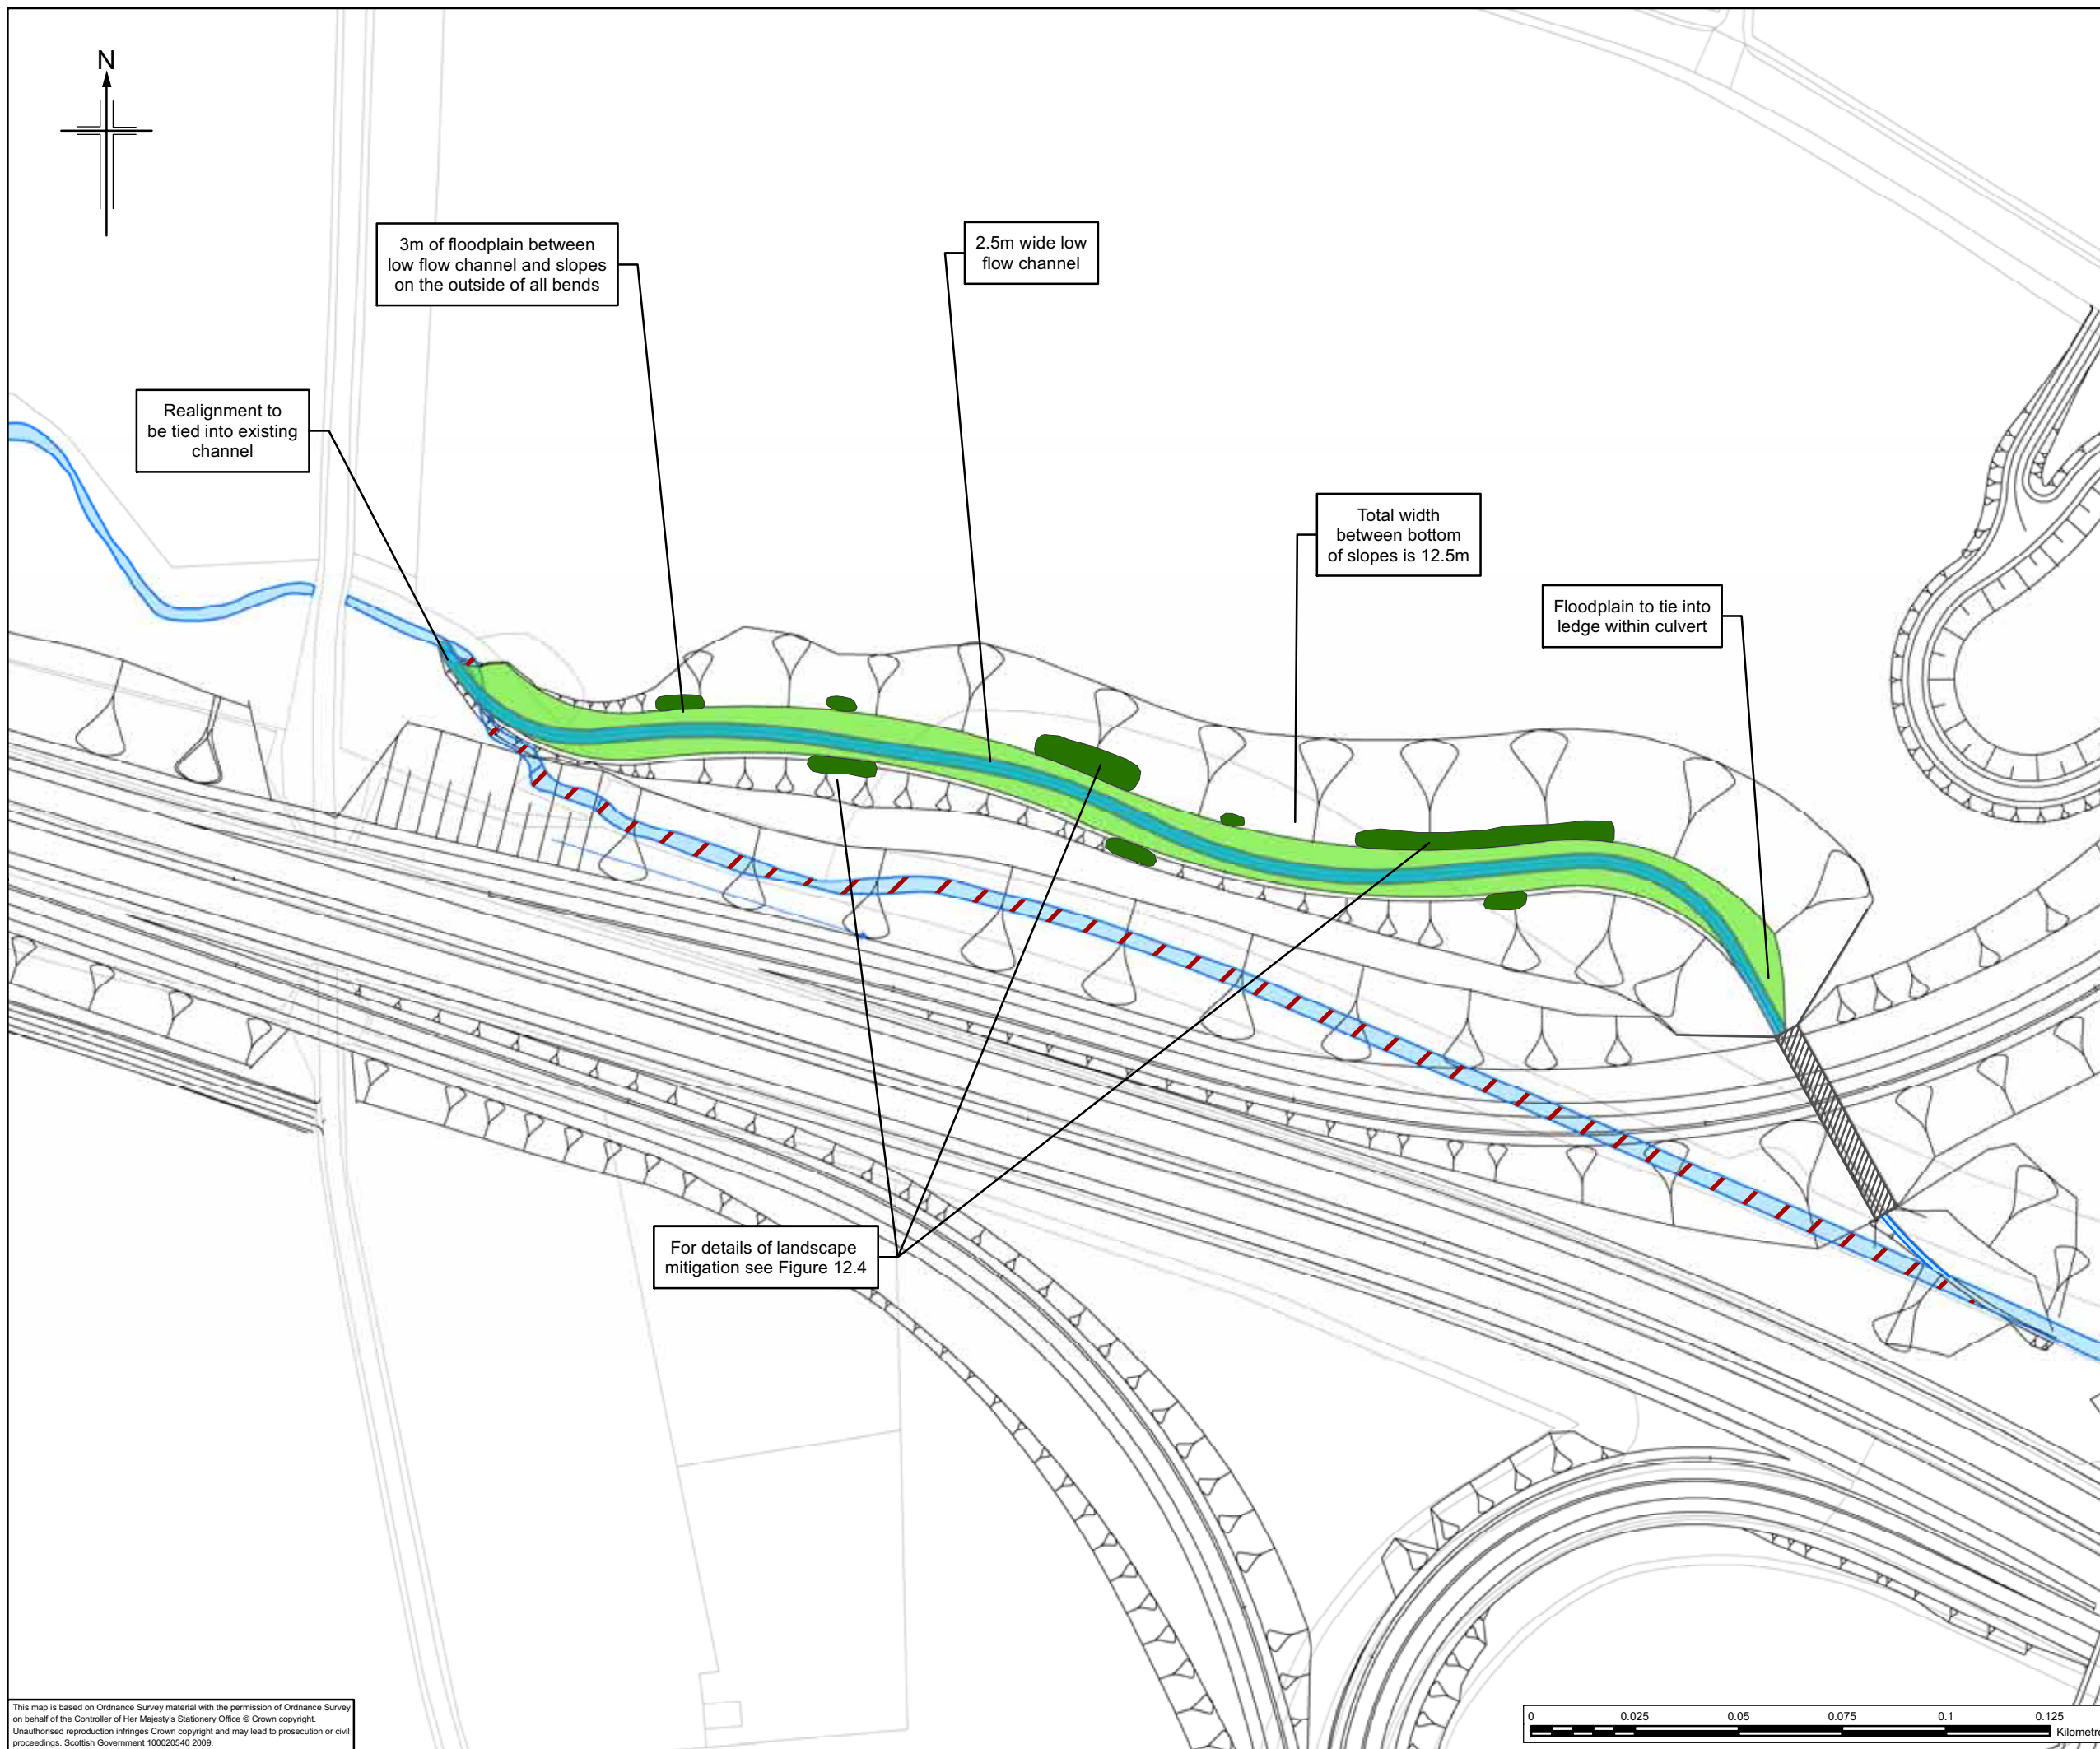 N
3m of floodplain between
low flow channel and slopes
on the outside of all bends
2.5m wide low
flow channel
Realignment to
be tied into existing
channel
Total width
between bottom
of slopes is 12.5m
Floodplain to tie into
ledge within culvert
For details of landscape
mitigation see Figure 12.4
This map is based on Ordnance Survey material with the permission of Ordnance Survey
on behalf of the Controller of Her Majesty's Stationery Office © Crown copyright.
Unauthorised reproduction infringes Crown copyright and may lead to prosecution or civil
proceedings. Scottish Government 100020540 2009.
0 0.025 0.05 0.075 0.1 0.125
Kilometre